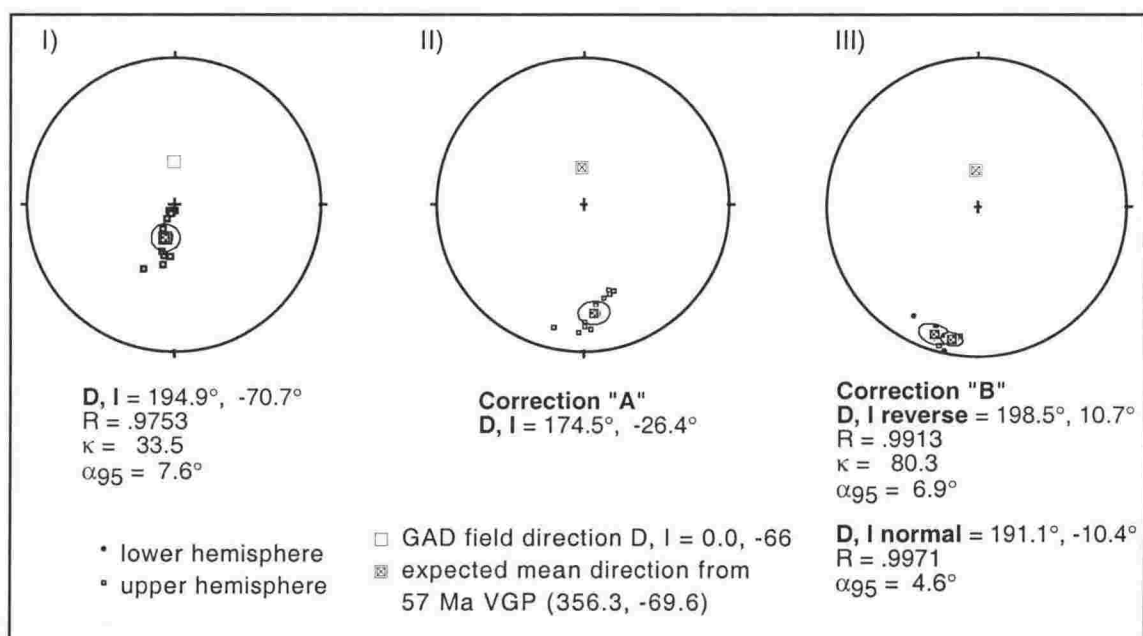 I)
II)
III)
D, I = 194.9°, -70.7°
R = .9753
κ = 33.5
α95 = 7.6°
Correction "A"
D, I = 174.5°, -26.4°
Correction "B"
D, I reverse = 198.5°, 10.7°
R = .9913
κ = 80.3
α95 = 6.9°
D, I normal = 191.1°, -10.4°
R = .9971
α95 = 4.6°
lower hemisphere
upper hemisphere
GAD field direction D, I = 0.0, -66
expected mean direction from
57 Ma VGP (356.3, -69.6)